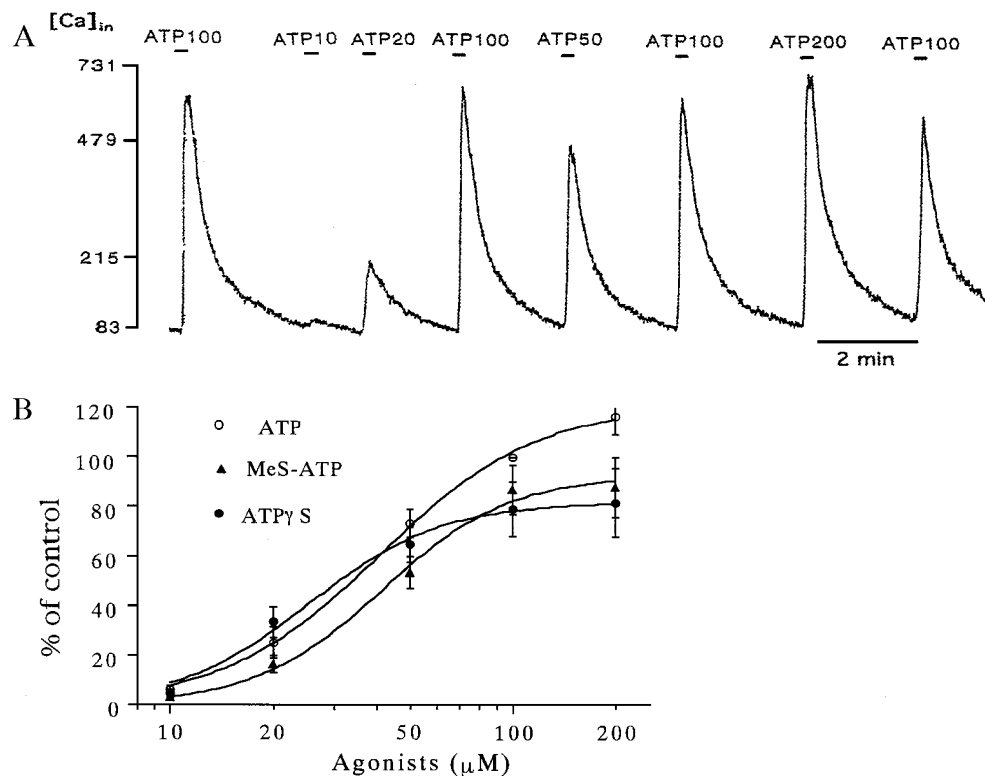 A
[Ca]in
ATP100 ATP10 ATP20 ATP100 ATP50 ATP100 ATP200 ATP100
731
479
215
83
2 min
B
120
100
80
60
40
20
0
% of control
ATP
MeS-ATP
ATPγ S
10 20 50 100 200
Agonists (μM)